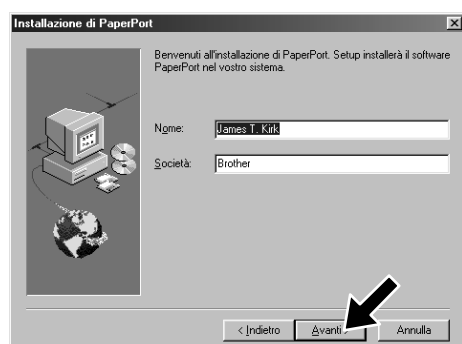 Installazione di PaperPort
Benvenuti all'installazione di PaperPort. Setup installerà il software
PaperPort nel vostro sistema.
Nome: James T. Kirk
Società: Brother
< Indietro Avanti > Annulla